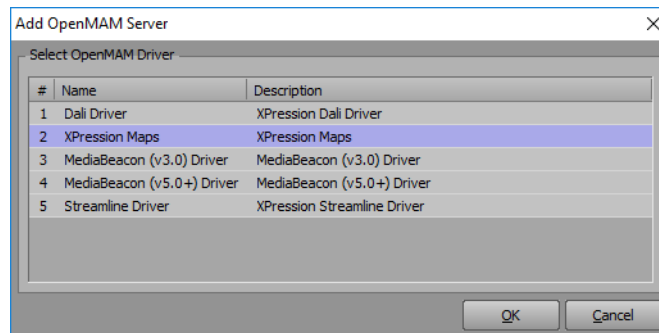 Add OpenMAM Server
Select OpenMAM Driver
# Name Description
1 Dali Driver XPression Dali Driver
2 XPression Maps XPression Maps
3 MediaBeacon (v3.0) Driver MediaBeacon (v3.0) Driver
4 MediaBeacon (v5.0+) Driver MediaBeacon (v5.0+) Driver
5 Streamline Driver XPression Streamline Driver
OK Cancel